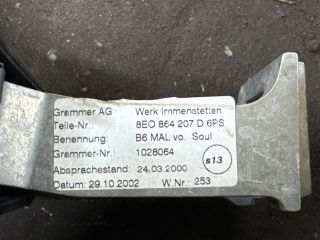 Grammer AG Werk Immenstetten
Teile-Nr.: 8EO 864 207 D 6PS
Benennung: B6 MAL vo. Soul
Grammer-Nr.: 1028064
s13
Absprachestand: 24.03.2000
Datum: 29.10.2002 W.Nr.: 253